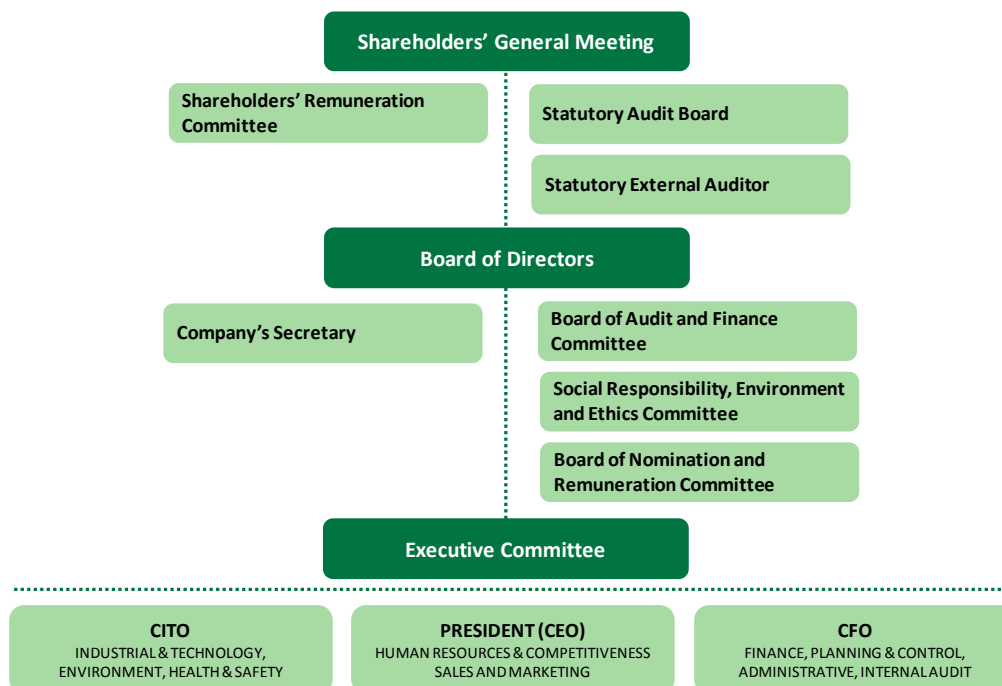 Shareholders’ General Meeting
Shareholders’ Remuneration
Committee
Statutory Audit Board
Statutory External Auditor
Board of Directors
Company’s Secretary
Board of Audit and Finance
Committee
Social Responsibility, Environment
and Ethics Committee
Board of Nomination and
Remuneration Committee
Executive Committee
CITO
INDUSTRIAL & TECHNOLOGY,
ENVIRONMENT, HEALTH & SAFETY
PRESIDENT (CEO)
HUMAN RESOURCES & COMPETITIVENESS
SALES AND MARKETING
CFO
FINANCE, PLANNING & CONTROL,
ADMINISTRATIVE, INTERNAL AUDIT